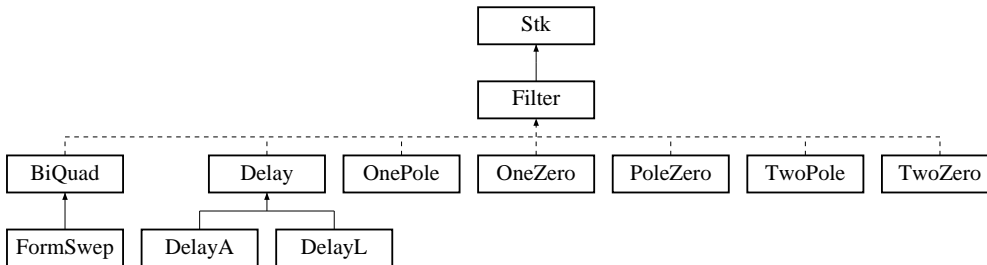 Stk
Filter
BiQuad Delay OnePole OneZero PoleZero TwoPole TwoZero
FormSwep DelayA DelayL